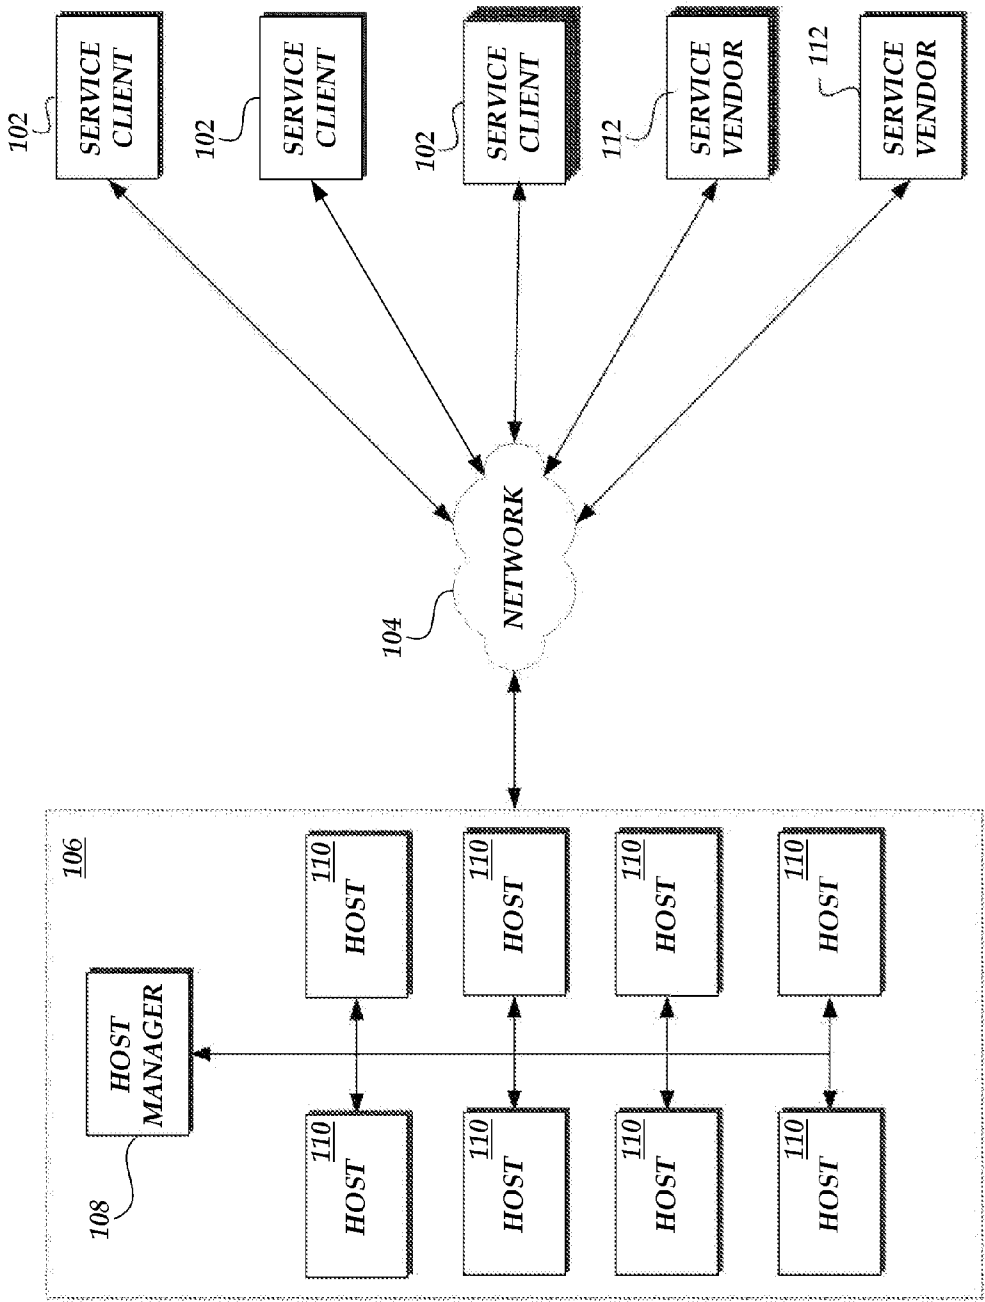 106
HOST
MANAGER
108
110
HOST
110
HOST
110
HOST
110
HOST
110
HOST
110
HOST
110
HOST
110
HOST
104
NETWORK
102
SERVICE
CLIENT
102
SERVICE
CLIENT
102
SERVICE
CLIENT
112
SERVICE
VENDOR
112
SERVICE
VENDOR